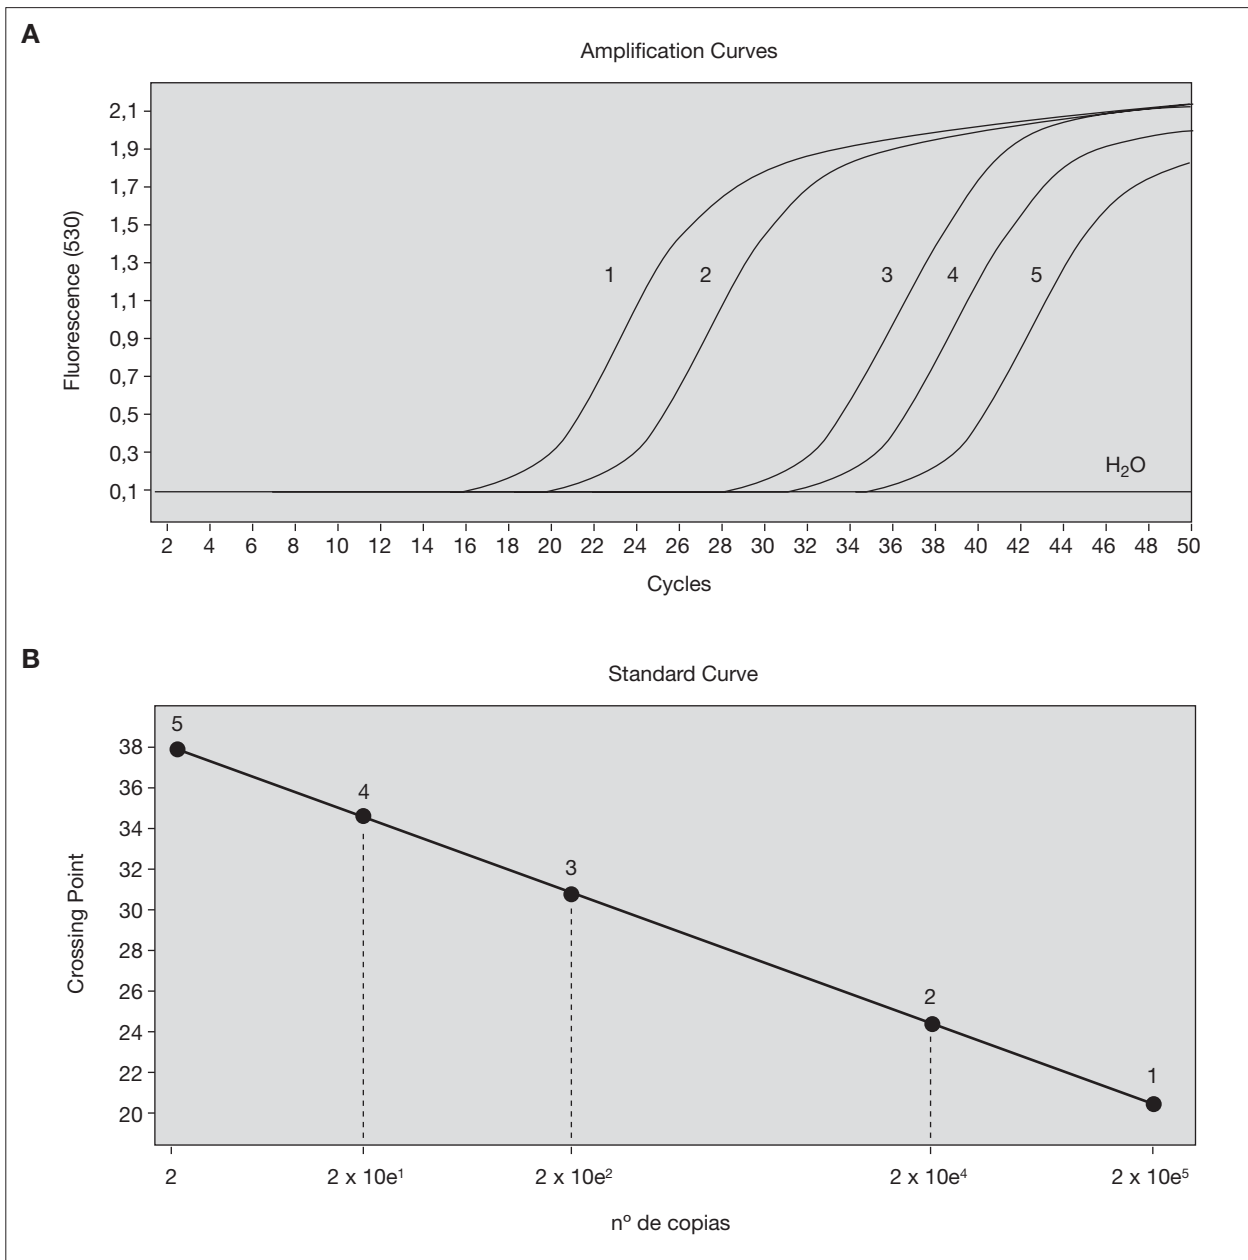 A
Amplification Curves
Fluorescence (530)
2,1
1,9
1,7
1,5
1,3
1,1
0,9
0,7
0,5
0,3
0,1
1 2 3 4 5
H₂O
2 4 6 8 10 12 14 16 18 20 22 24 26 28 30 32 34 36 38 40 42 44 46 48 50
Cycles
B
Standard Curve
Crossing Point
38
36
34
32
30
28
26
24
22
20
5
4
3
2
1
2 2 x 10e¹ 2 x 10e² 2 x 10e⁴ 2 x 10e⁵
nº de copias